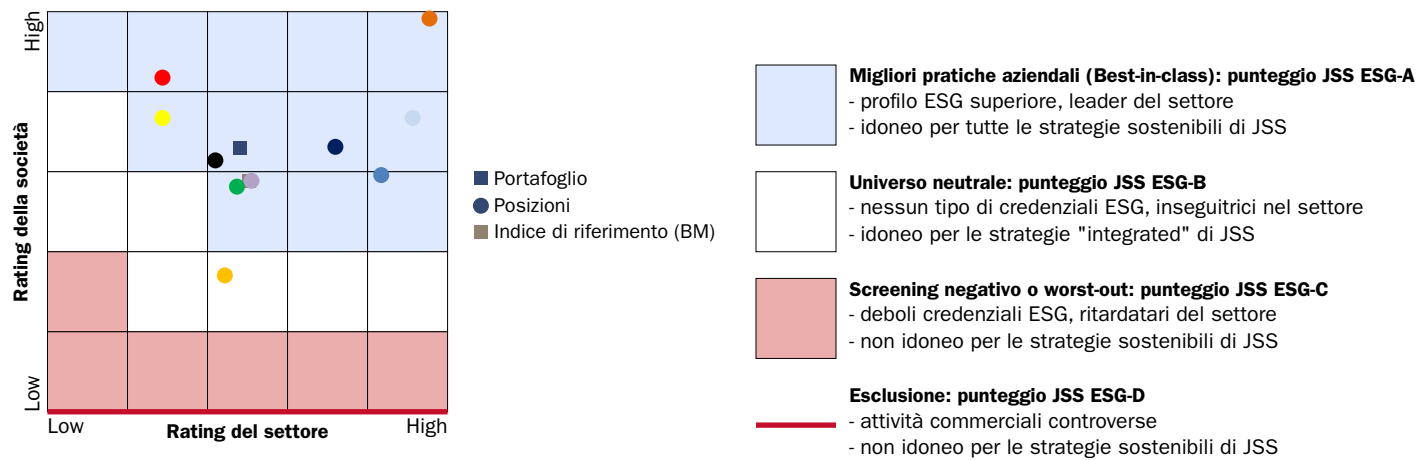 High
Rating della società
Low
Low
Rating del settore
High
Portafoglio
Posizioni
Indice di riferimento (BM)
Migliori pratiche aziendali (Best-in-class): punteggio JSS ESG-A
- profilo ESG superiore, leader del settore
- idoneo per tutte le strategie sostenibili di JSS
Universo neutrale: punteggio JSS ESG-B
- nessun tipo di credenziali ESG, inseguitrici nel settore
- idoneo per le strategie "integrated" di JSS
Screening negativo o worst-out: punteggio JSS ESG-C
- deboli credenziali ESG, ritardatari del settore
- non idoneo per le strategie sostenibili di JSS
Esclusione: punteggio JSS ESG-D
- attività commerciali controverse
- non idoneo per le strategie sostenibili di JSS